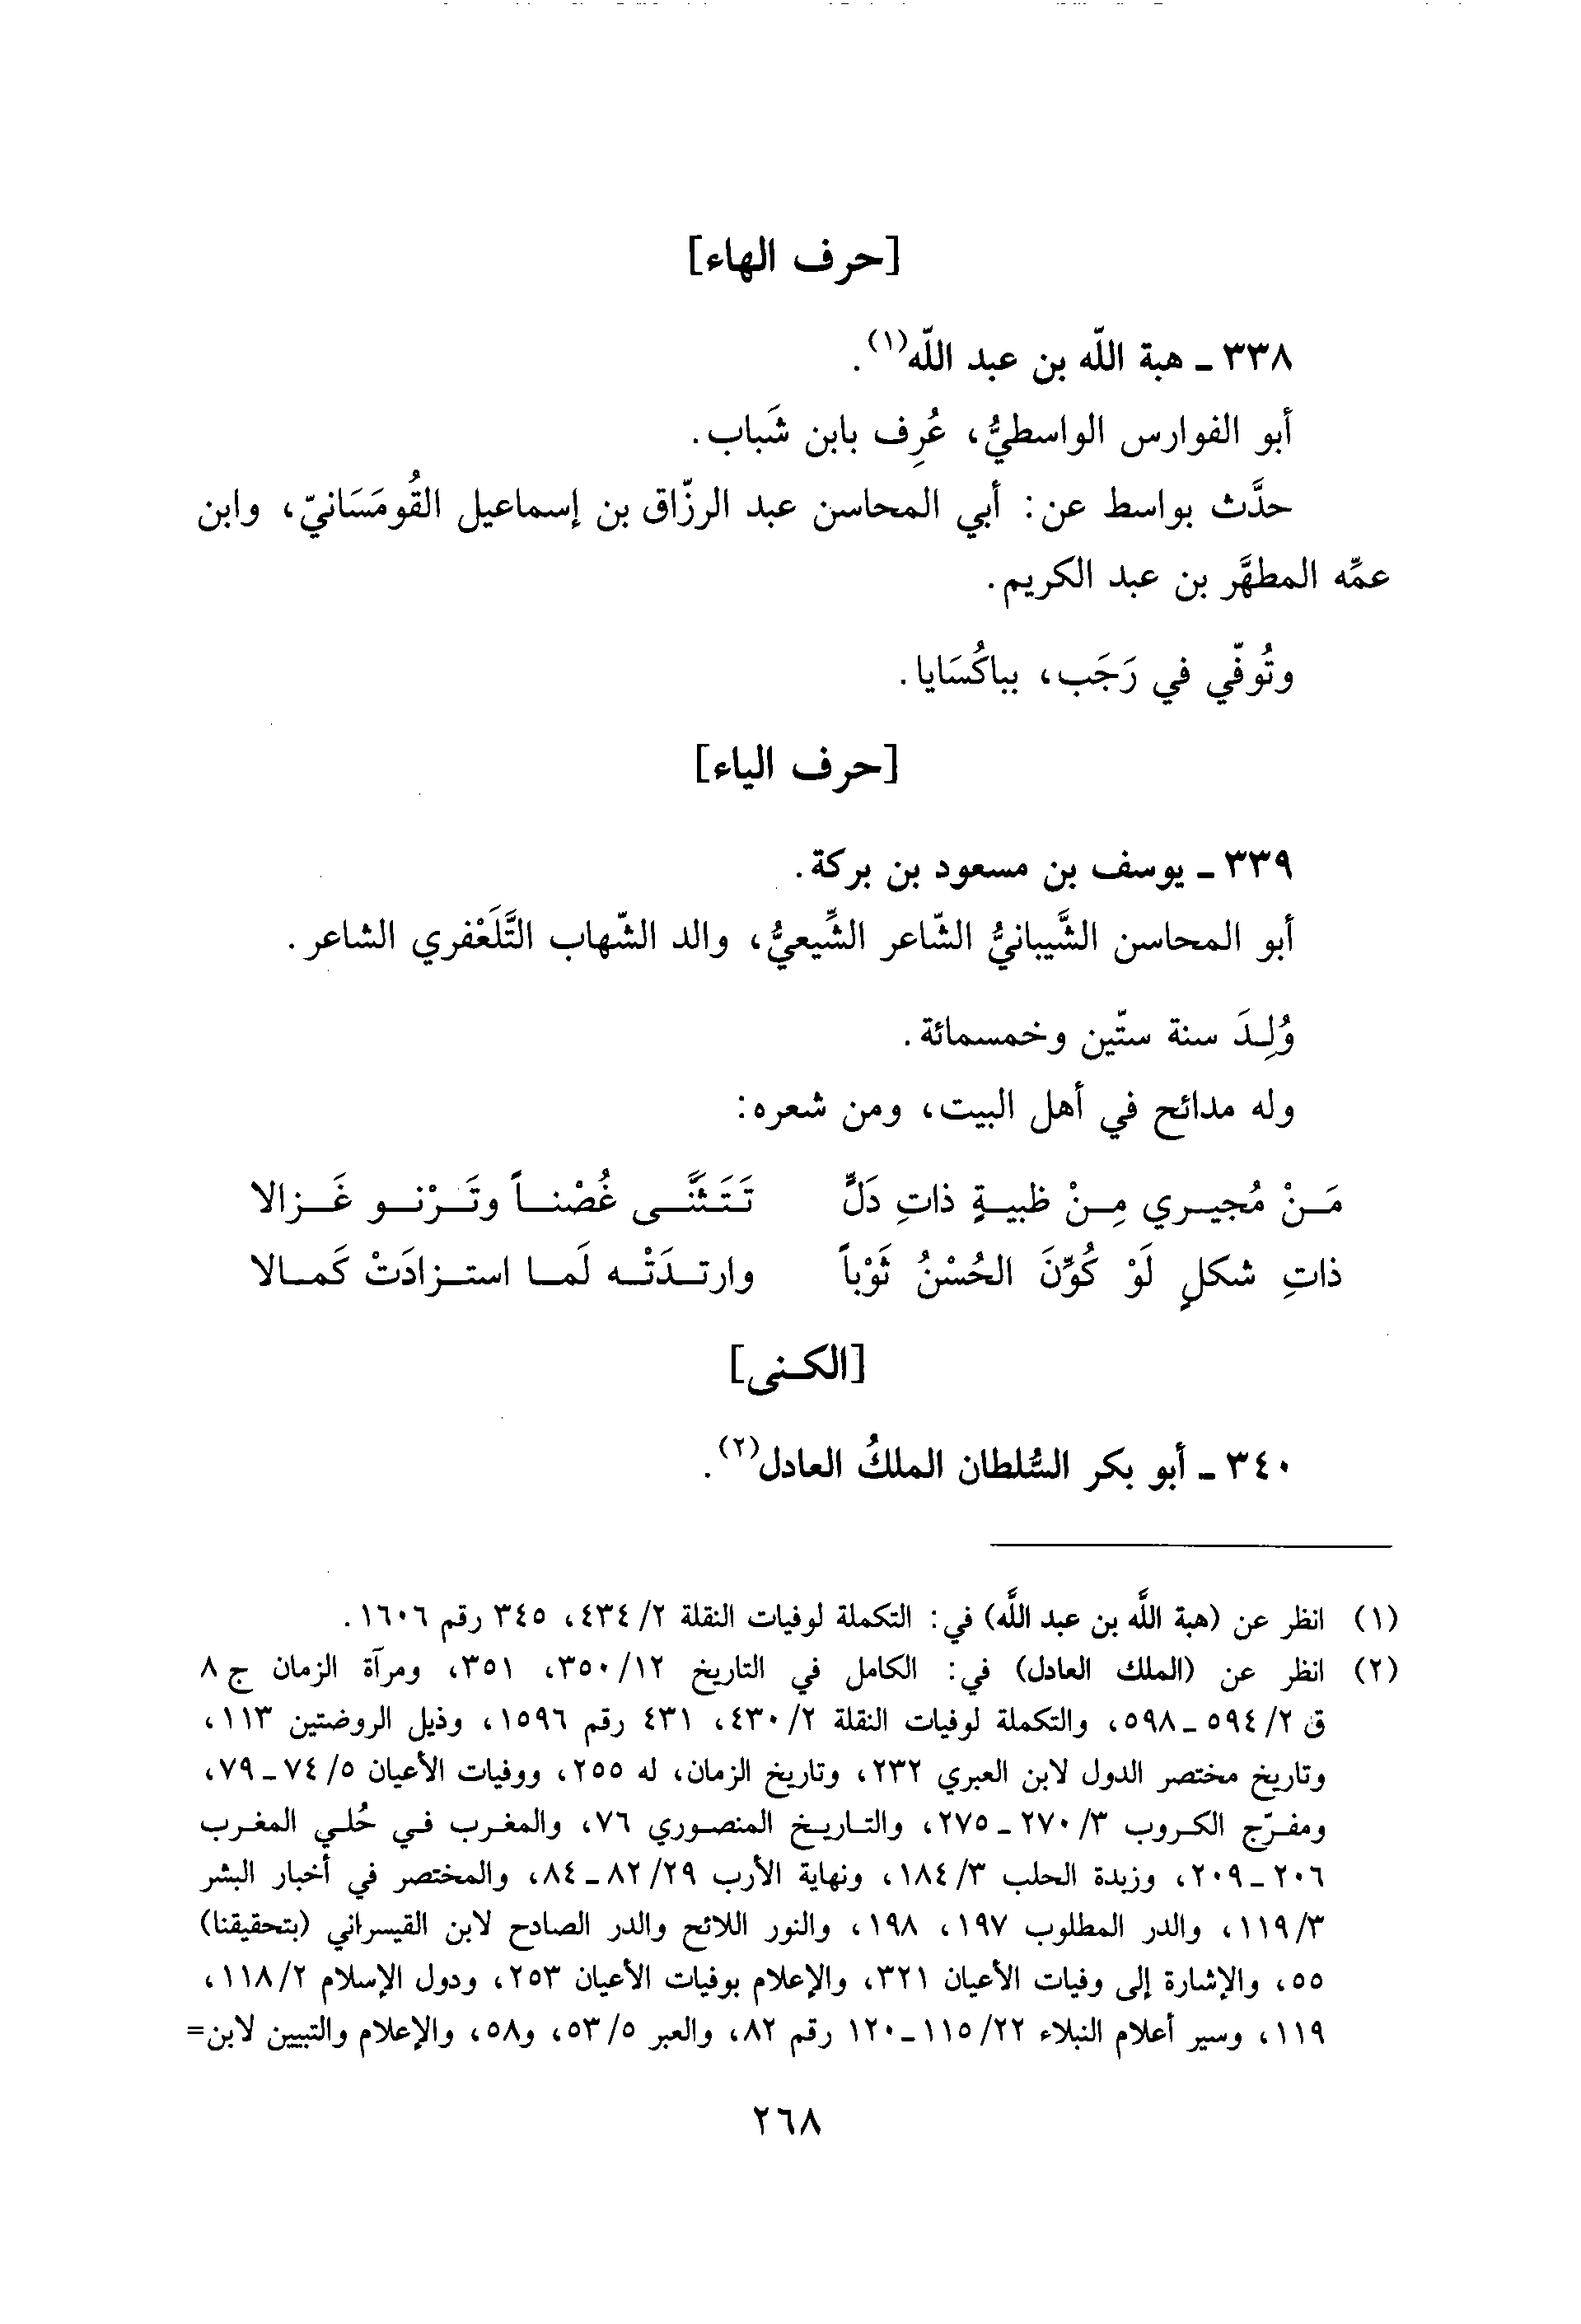 [حرف الهاء]
٣٣٨ ـ هبة اللّه بن عبد اللّه(١).
أبو الفوارس الواسطيُّ، عُرِف بابن شَباب.
حدَّث بواسط عن: أبي المحاسن عبد الرزّاق بن إسماعيل القُومَسَانيّ، وابن
عمِّه المطهَّر بن عبد الكريم.
وتُوفّي في رَجَب، بباكُسَايا.
[حرف الياء]
٣٣٩ ـ يوسف بن مسعود بن بركة.
أبو المحاسن الشَّيبانيُّ الشّاعر الشِّيعيُّ، والد الشّهاب التَّلَعْفري الشاعر.
وُلِدَ سنة ستّين وخمسمائة.
وله مدائح في أهل البيت، ومن شعره:
مَـنْ مُجيـري مِـنْ ظبيـةٍ ذاتِ دَلٍّ تَتَـثَنَّـى غُصْنـاً وتَـرْنـو غَـزالا
ذاتِ شكلٍ لَوْ كُوِّنَ الحُسْنُ ثَوْباً وارتـدَتْـه لَمـا استـزادَتْ كَمـالا
[الكـنى]
٣٤٠ ـ أبو بكر السُّلطان الملكُ العادل(٢).
(١) انظر عن (هبة اللَّه بن عبد اللَّه) في: التكملة لوفيات النقلة ٢/ ٤٣٤، ٣٤٥ رقم ١٦٠٦.
(٢) انظر عن (الملك العادل) في: الكامل في التاريخ ١٢/ ٣٥٠، ٣٥١، ومرآة الزمان ج ٨
ق ٢/ ٥٩٤ ـ ٥٩٨، والتكملة لوفيات النقلة ٢/ ٤٣٠، ٤٣١ رقم ١٥٩٦، وذيل الروضتين ١١٣،
وتاريخ مختصر الدول لابن العبري ٢٣٢، وتاريخ الزمان، له ٢٥٥، ووفيات الأعيان ٥/ ٧٤ ـ ٧٩،
ومفـرّج الكـروب ٣/ ٢٧٠ ـ ٢٧٥، والتـاريـخ المنصـوري ٧٦، والمغـرب فـي حُلـي المغـرب
٢٠٦ ـ ٢٠٩، وزبدة الحلب ٣/ ١٨٤، ونهاية الأرب ٢٩/ ٨٢ ـ ٨٤، والمختصر في أخبار البشر
٣/ ١١٩، والدر المطلوب ١٩٧، ١٩٨، والنور اللائح والدر الصادح لابن القيسراني (بتحقيقنا)
٥٥، والإشارة إلى وفيات الأعيان ٣٢١، والإعلام بوفيات الأعيان ٢٥٣، ودول الإسلام ٢/ ١١٨،
١١٩، وسير أعلام النبلاء ٢٢/ ١١٥ ـ ١٢٠ رقم ٨٢، والعبر ٥/ ٥٣، و٥٨، والإعلام والتبيين لابن=
٢٦٨